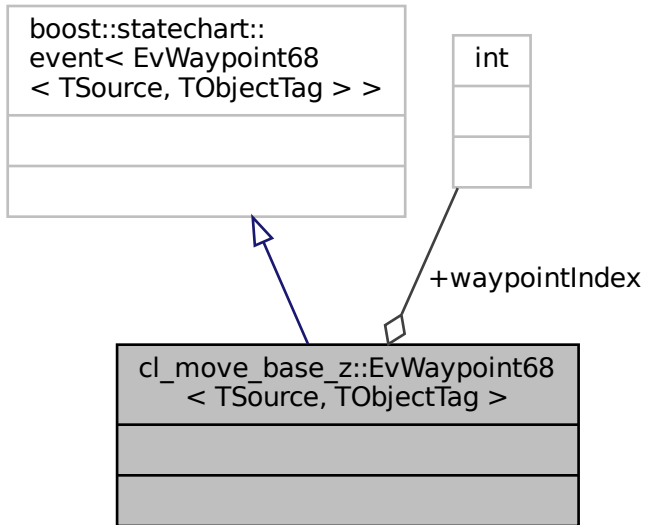 boost::statechart::
event< EvWaypoint68
< TSource, TObjectTag > >
int
+waypointIndex
cl_move_base_z::EvWaypoint68
< TSource, TObjectTag >